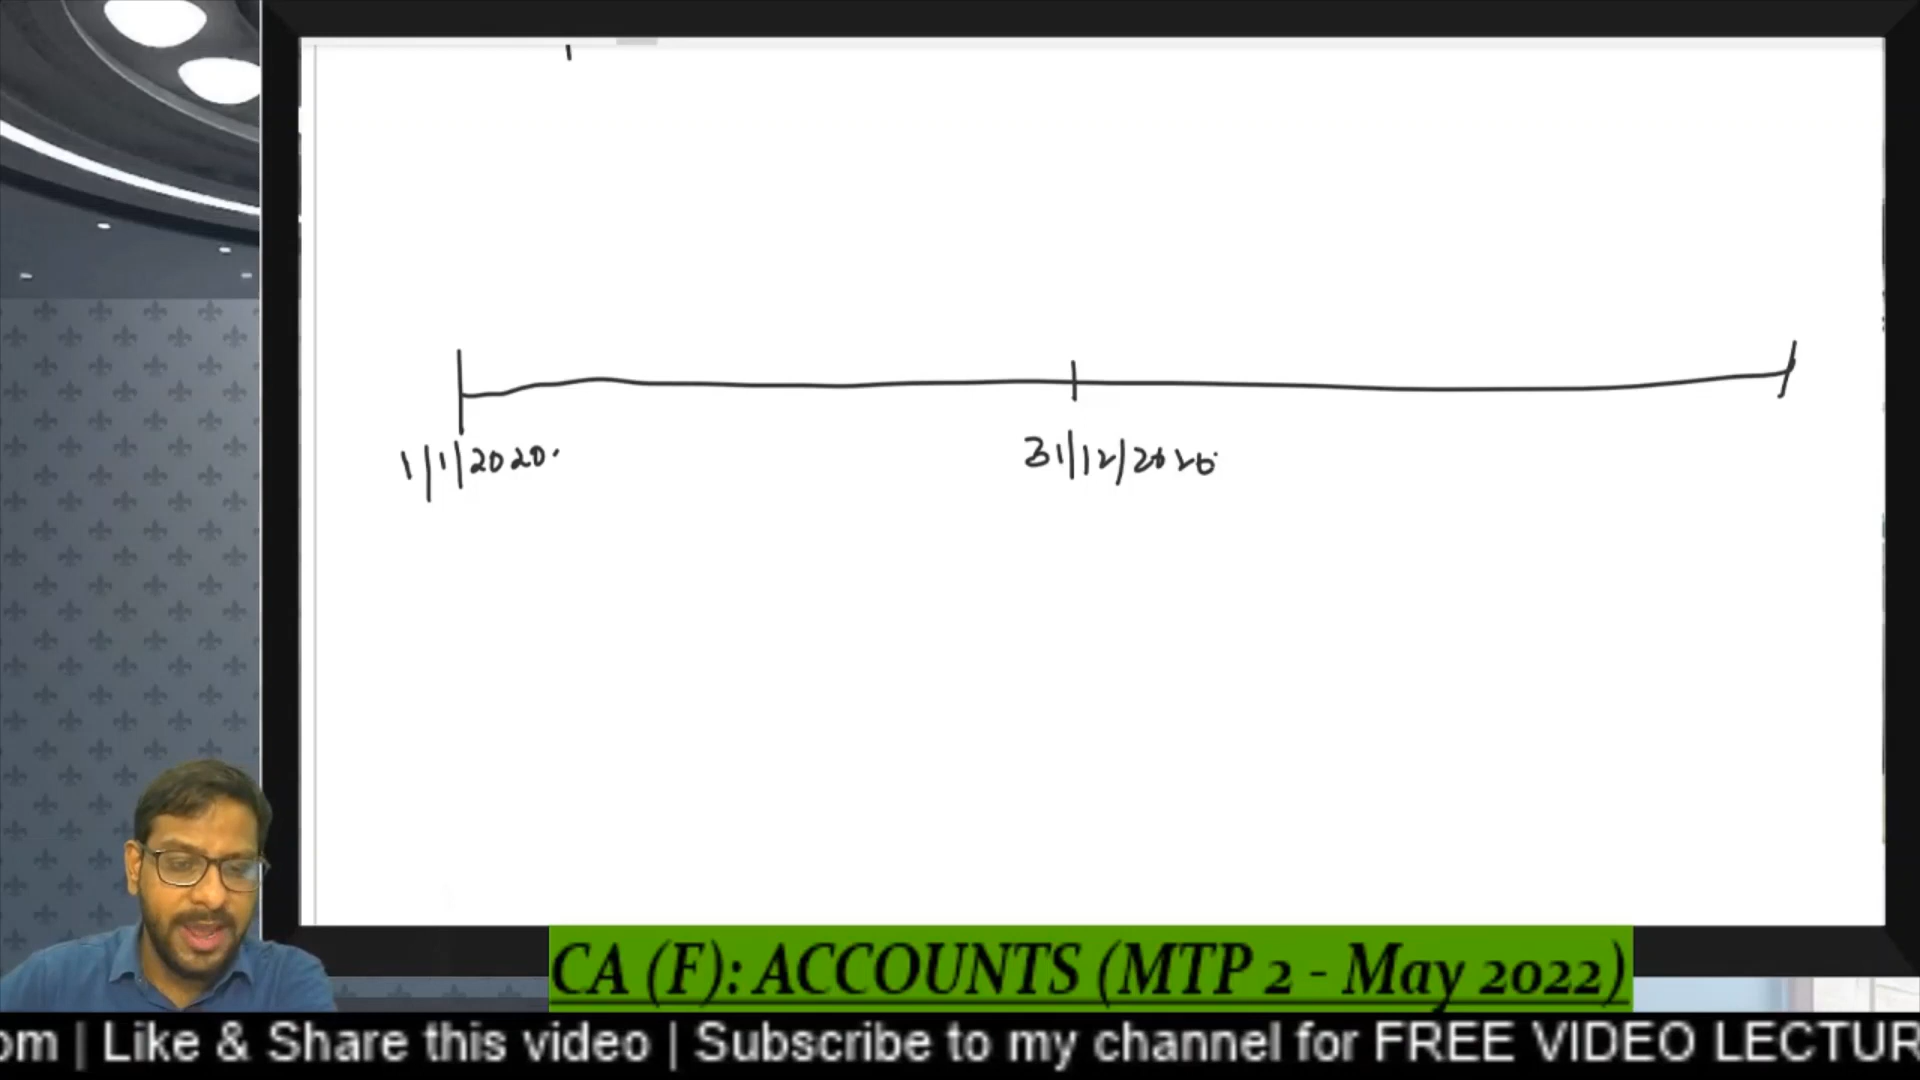 1/1/2020.
31/12/2020.
CA (F): ACCOUNTS (MTP 2 - May 2022)
om | Like & Share this video | Subscribe to my channel for FREE VIDEO LECTUR